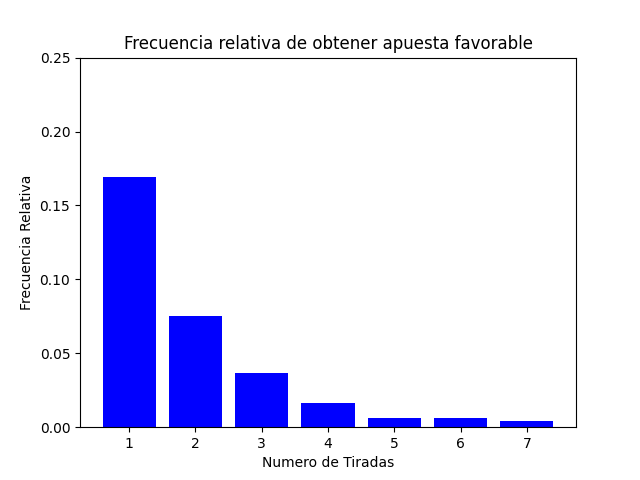 Frecuencia relativa de obtener apuesta favorable
0.25
0.20
0.15
0.10
0.05
0.00
Frecuencia Relativa
1 2 3 4 5 6 7
Numero de Tiradas